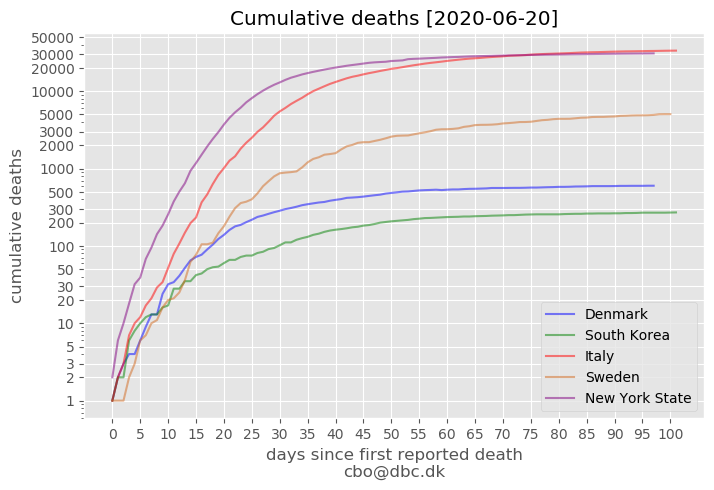 Cumulative deaths [2020-06-20]
cumulative deaths
50000
30000
20000
10000
5000
3000
2000
1000
500
300
200
100
50
30
20
10
5
3
2
1
Denmark
South Korea
Italy
Sweden
New York State
0 5 10 15 20 25 30 35 40 45 50 55 60 65 70 75 80 85 90 95 100
days since first reported death
cbo@dbc.dk